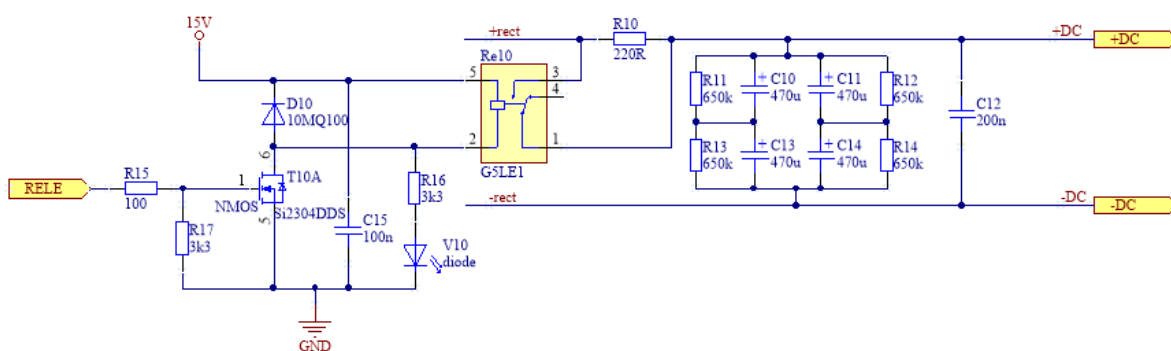 15V
+rect
R10
220R
+DC
+DC
Re10
5
3
4
2
1
G5LE1
D10
10MQ100
6
T10A
1
NMOS
Si2304DDS
5
RELE
R15
100
R17
3k3
C15
100n
R16
3k3
V10
diode
GND
R11
650k
C10
470u
C11
470u
R12
650k
C12
200n
R13
650k
C13
470u
C14
470u
R14
650k
-rect
-DC
-DC